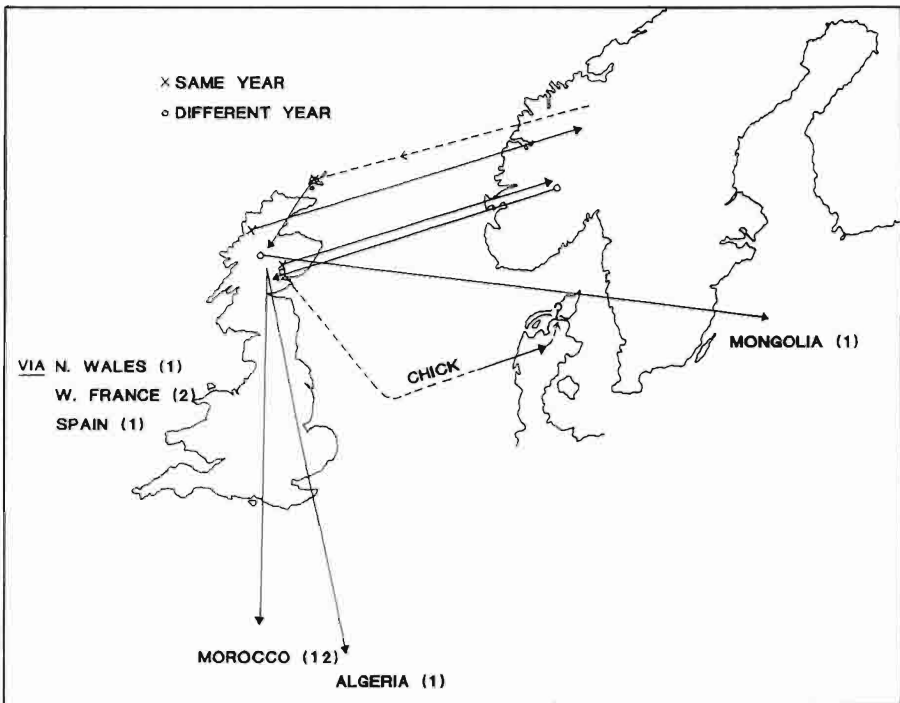 × SAME YEAR
○ DIFFERENT YEAR
MONGOLIA (1)
VIA N. WALES (1)
W. FRANCE (2)
SPAIN (1)
CHICK
?
MOROCCO (12)
ALGERIA (1)